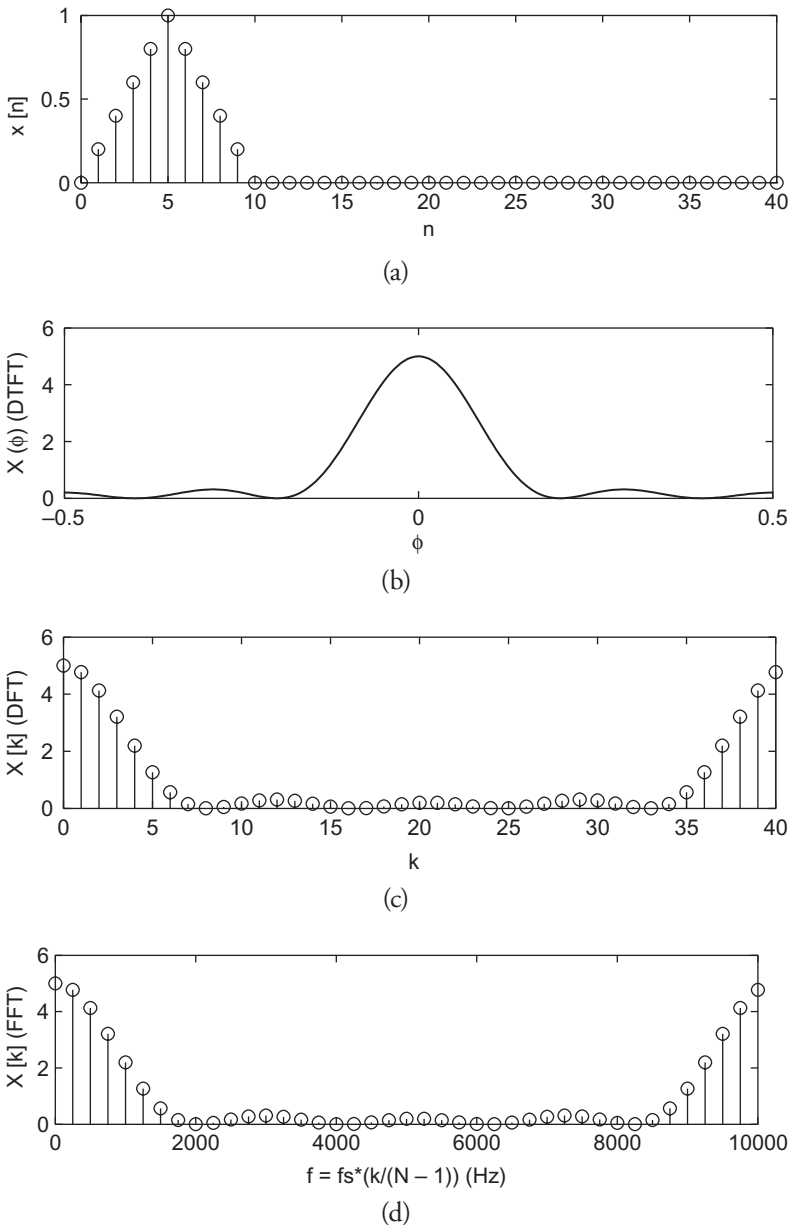 1
0.5
0
x [n]
0 5 10 15 20 25 30 35 40
n
(a)
6
4
2
0
X (ϕ) (DTFT)
–0.5 0 0.5
ϕ
(b)
6
4
2
0
X [k] (DFT)
0 5 10 15 20 25 30 35 40
k
(c)
6
4
2
0
X [k] (FFT)
0 2000 4000 6000 8000 10000
f = fs*(k/(N – 1)) (Hz)
(d)